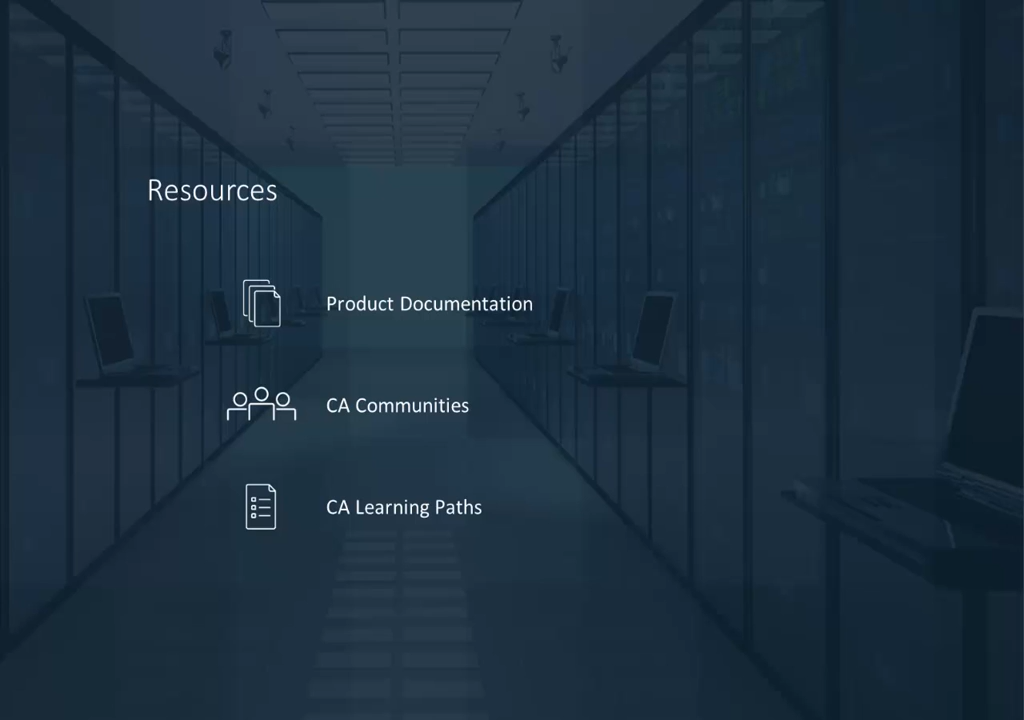 Resources
Product Documentation
CA Communities
CA Learning Paths